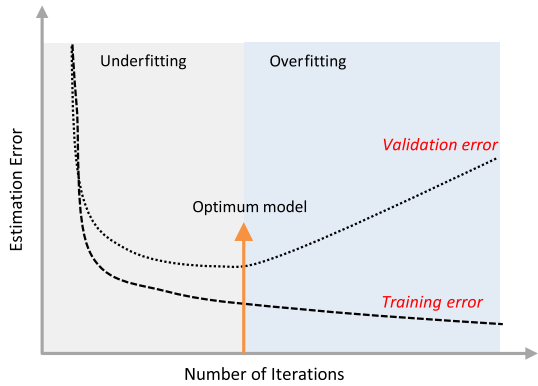 Underfitting
Overfitting
Validation error
Optimum model
Training error
Estimation Error
Number of Iterations